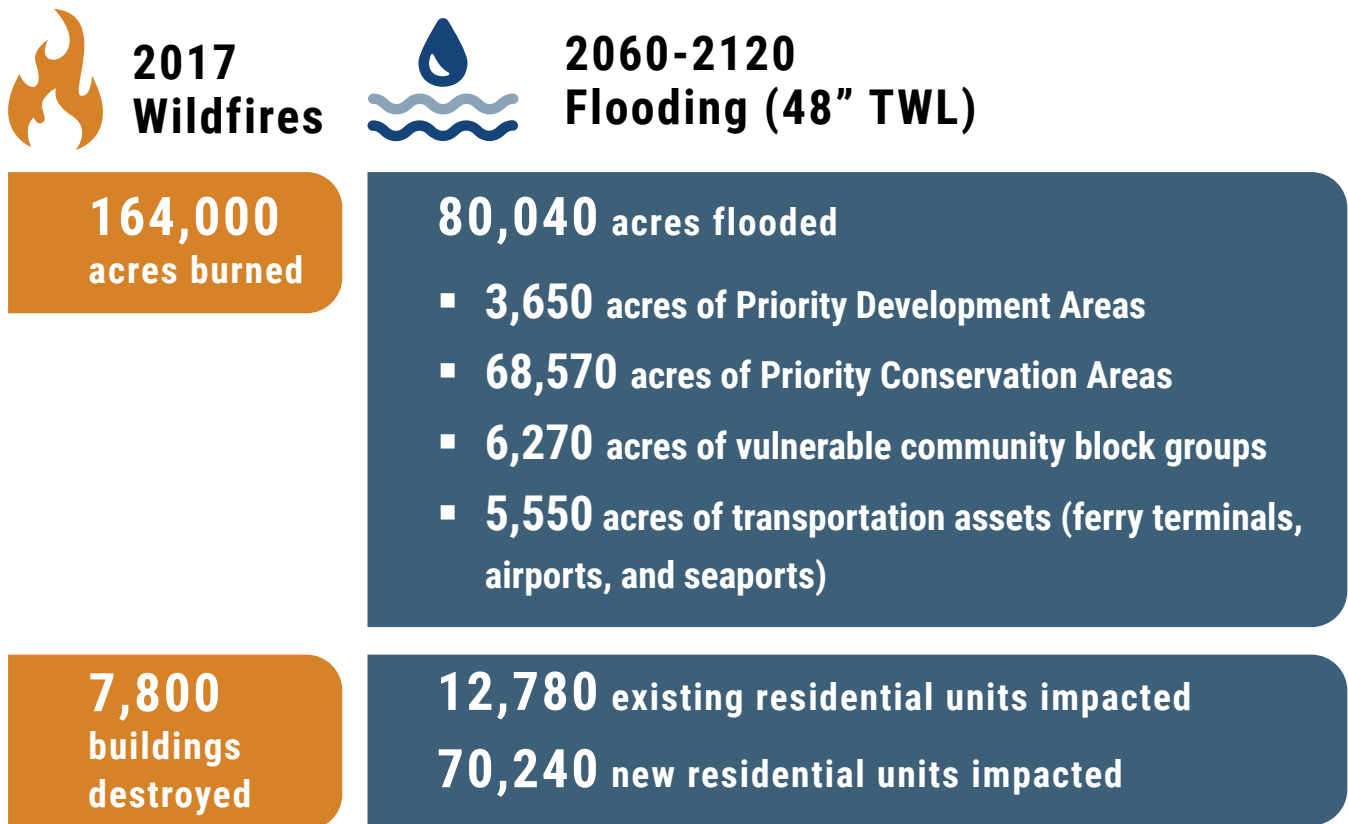 2017
Wildfires
2060-2120
Flooding (48” TWL)
164,000
acres burned
80,040 acres flooded
▪ 3,650 acres of Priority Development Areas
▪ 68,570 acres of Priority Conservation Areas
▪ 6,270 acres of vulnerable community block groups
▪ 5,550 acres of transportation assets (ferry terminals,
airports, and seaports)
7,800
buildings
destroyed
12,780 existing residential units impacted
70,240 new residential units impacted